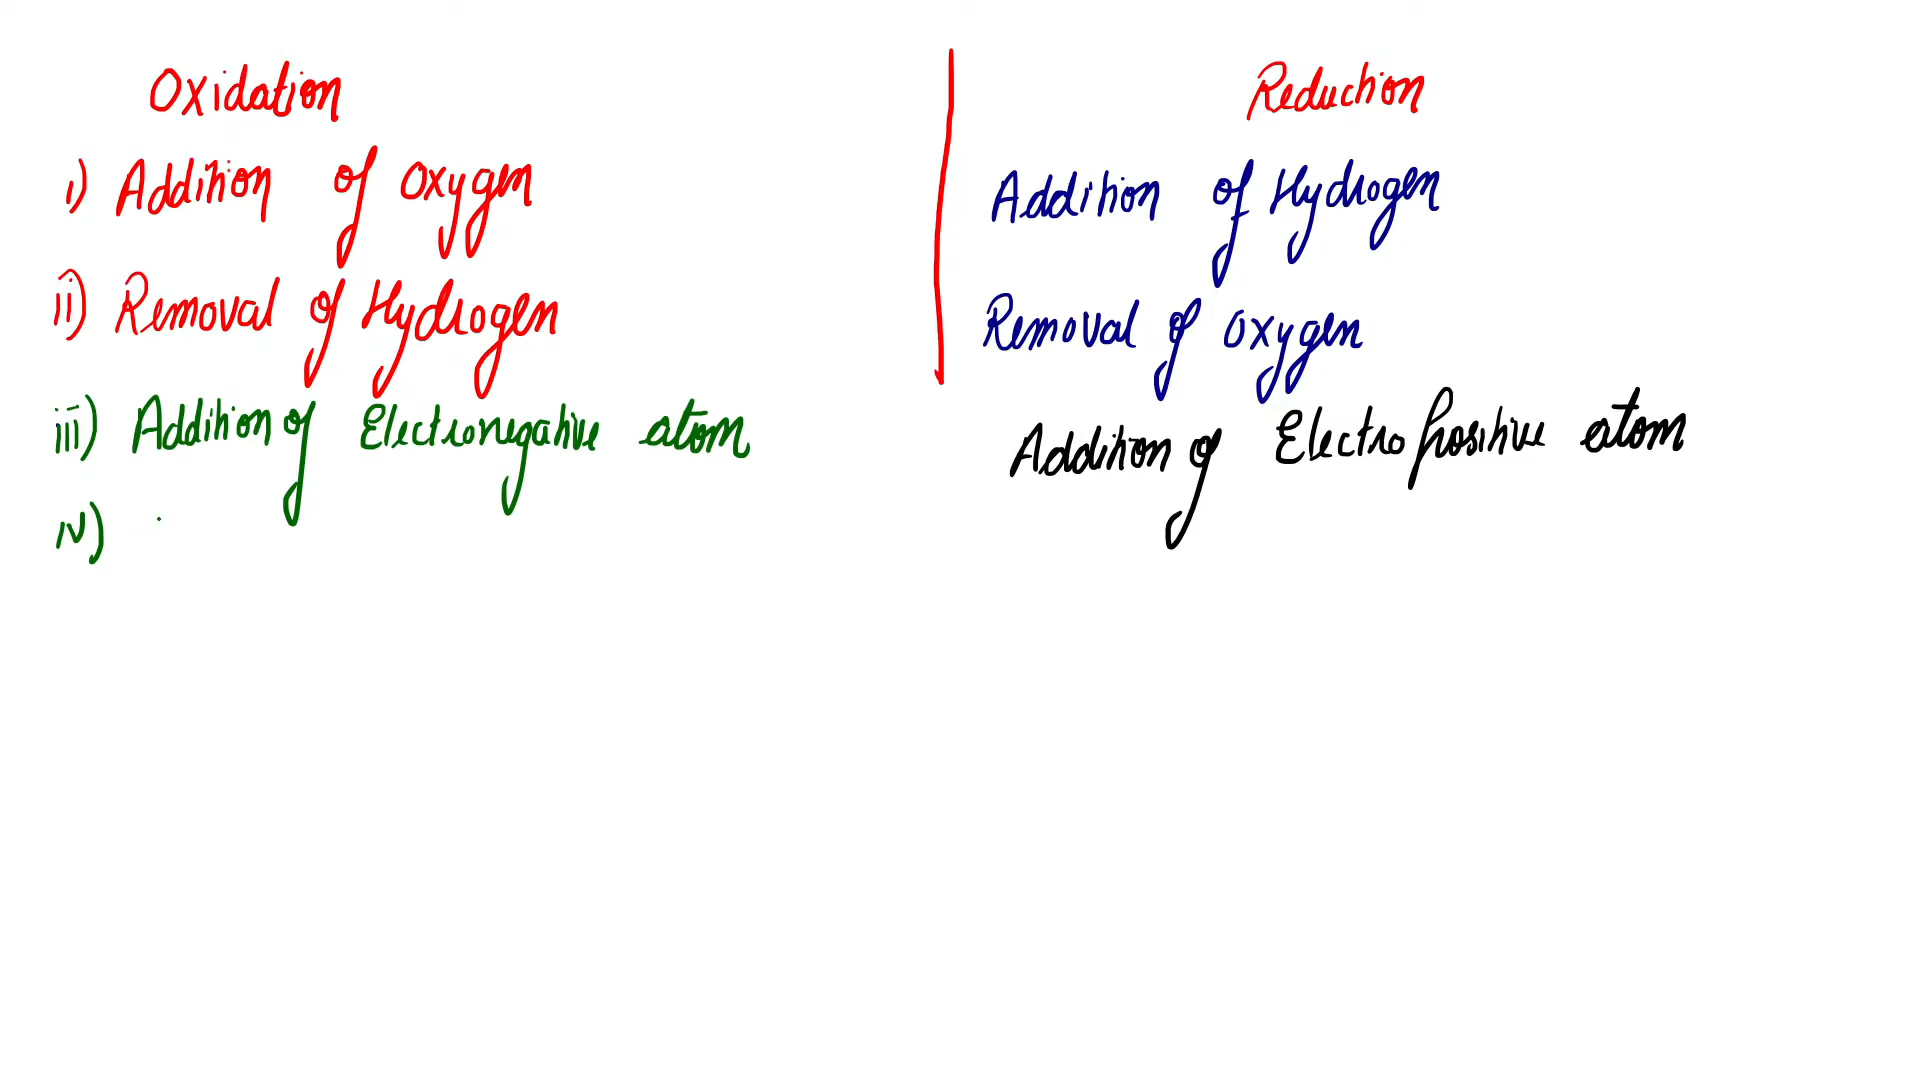 Oxidation
i) Addition of Oxygen
ii) Removal of Hydrogen
iii) Addition of Electronegative atom
iv)
Reduction
Addition of Hydrogen
Removal of Oxygen
Addition of Electropositive atom